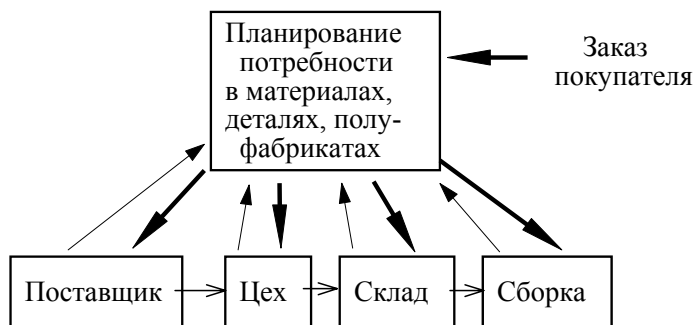 Планирование
потребности
в материалах,
деталях, полу-
фабрикатах
Заказ
покупателя
Поставщик
Цех
Склад
Сборка